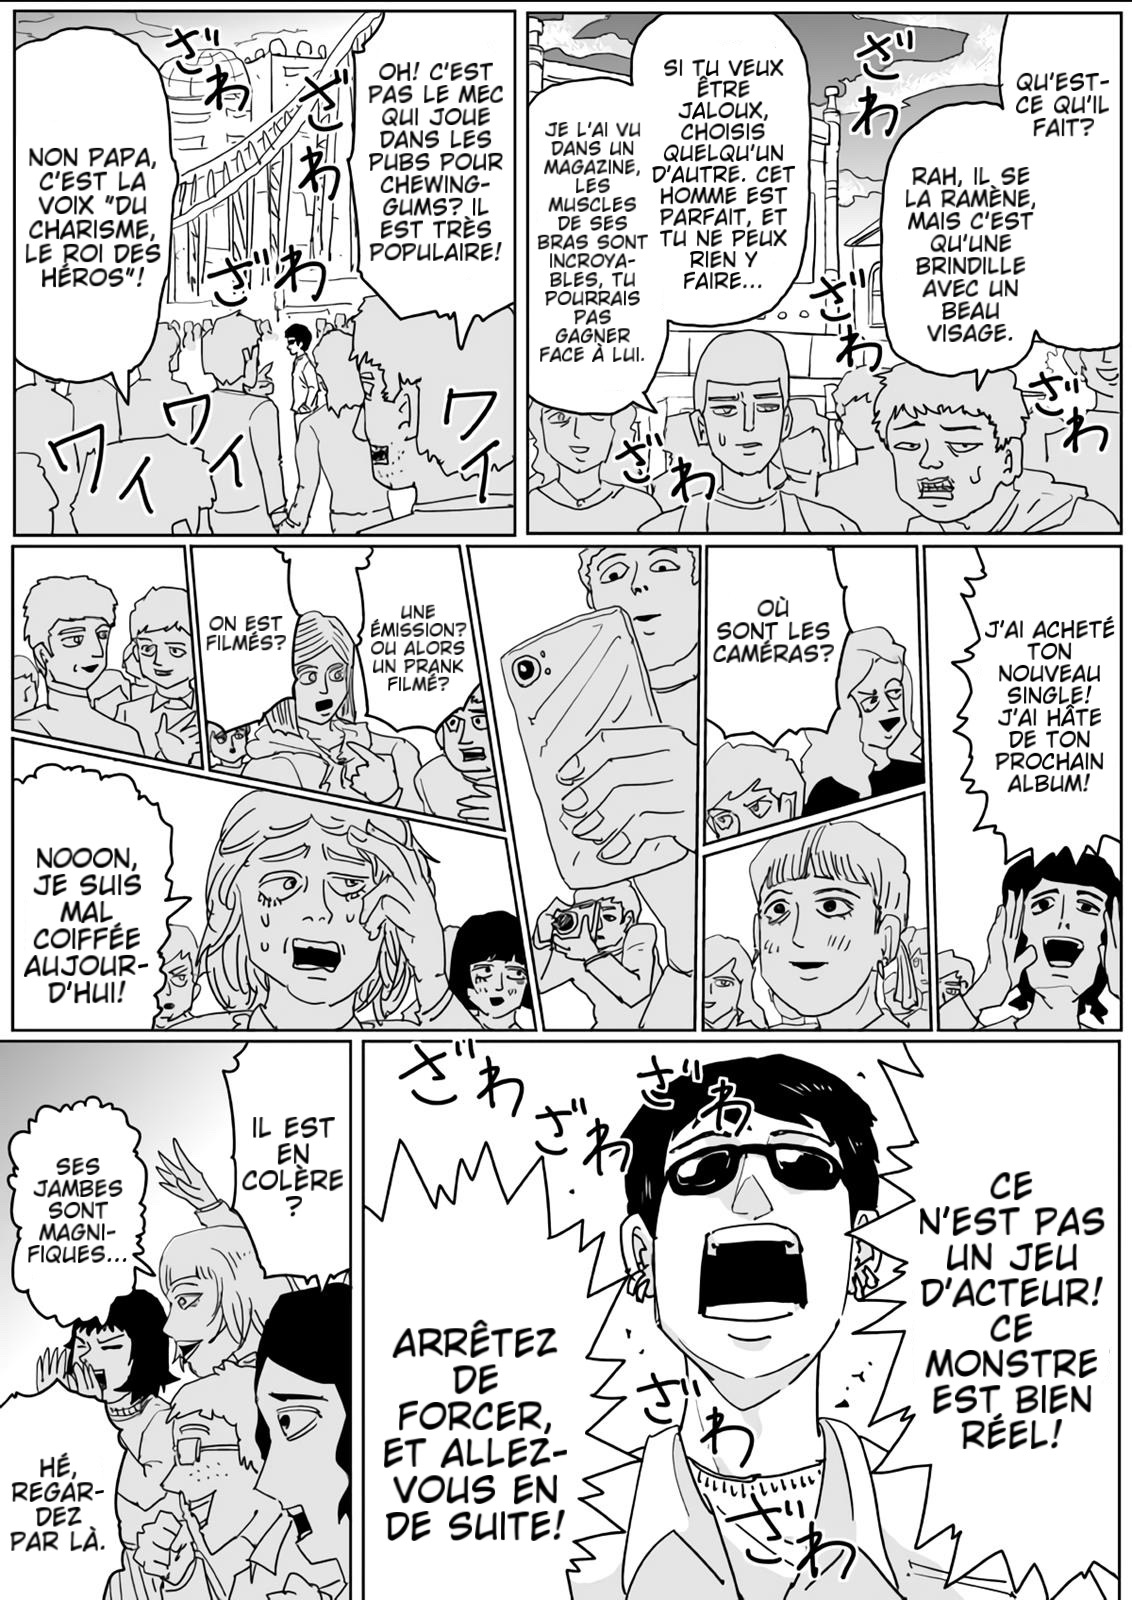 QU'EST-
CE QU'IL
FAIT?
RAH, IL SE
LA RAMÈNE,
MAIS C'EST
QU'UNE
BRINDILLE
AVEC UN
BEAU
VISAGE.
SI TU VEUX
ÊTRE
JALOUX,
CHOISIS
QUELQU'UN
D'AUTRE. CET
HOMME EST
PARFAIT, ET
TU NE PEUX
RIEN Y
FAIRE...
JE L'AI VU
DANS UN
MAGAZINE,
LES
MUSCLES
DE SES
BRAS SONT
INCROYA-
BLES, TU
POURRAIS
PAS
GAGNER
FACE À LUI.
ざわ
ざわ
ざわ
ざわ
OH! C'EST
PAS LE MEC
QUI JOUE
DANS LES
PUBS POUR
CHEWING-
GUMS? IL
EST TRÈS
POPULAIRE!
NON PAPA,
C'EST LA
VOIX "DU
CHARISME,
LE ROI DES
HÉROS"!
ざわ
ざわ
ざわ
ワイ
ワイ
ワイ
J'AI ACHETÉ
TON
NOUVEAU
SINGLE!
J'AI HÂTE
DE TON
PROCHAIN
ALBUM!
OÙ
SONT LES
CAMÉRAS?
UNE
ÉMISSION?
OU ALORS
UN PRANK
FILMÉ?
ON EST
FILMÉS?
NOOON,
JE SUIS
MAL
COIFFÉE
AUJOUR-
D'HUI!
CE
N'EST PAS
UN JEU
D'ACTEUR!
CE
MONSTRE
EST BIEN
RÉEL!
ARRÊTEZ
DE
FORCER,
ET ALLEZ-
VOUS EN
DE SUITE!
ざわ
ざわ
ざわ
ざわ
ざわ
IL EST
EN
COLÈRE
?
SES
JAMBES
SONT
MAGNI-
FIQUES...
HÉ,
REGAR-
DEZ
PAR LÀ.